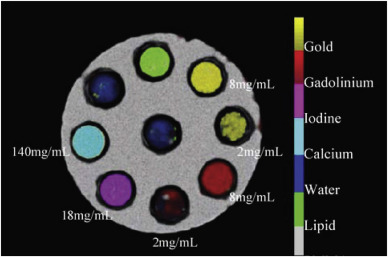 Gold
8mg/mL
Gadolinium
Iodine
2mg/mL
140mg/mL
Calcium
Water
8mg/mL
18mg/mL
Lipid
2mg/mL